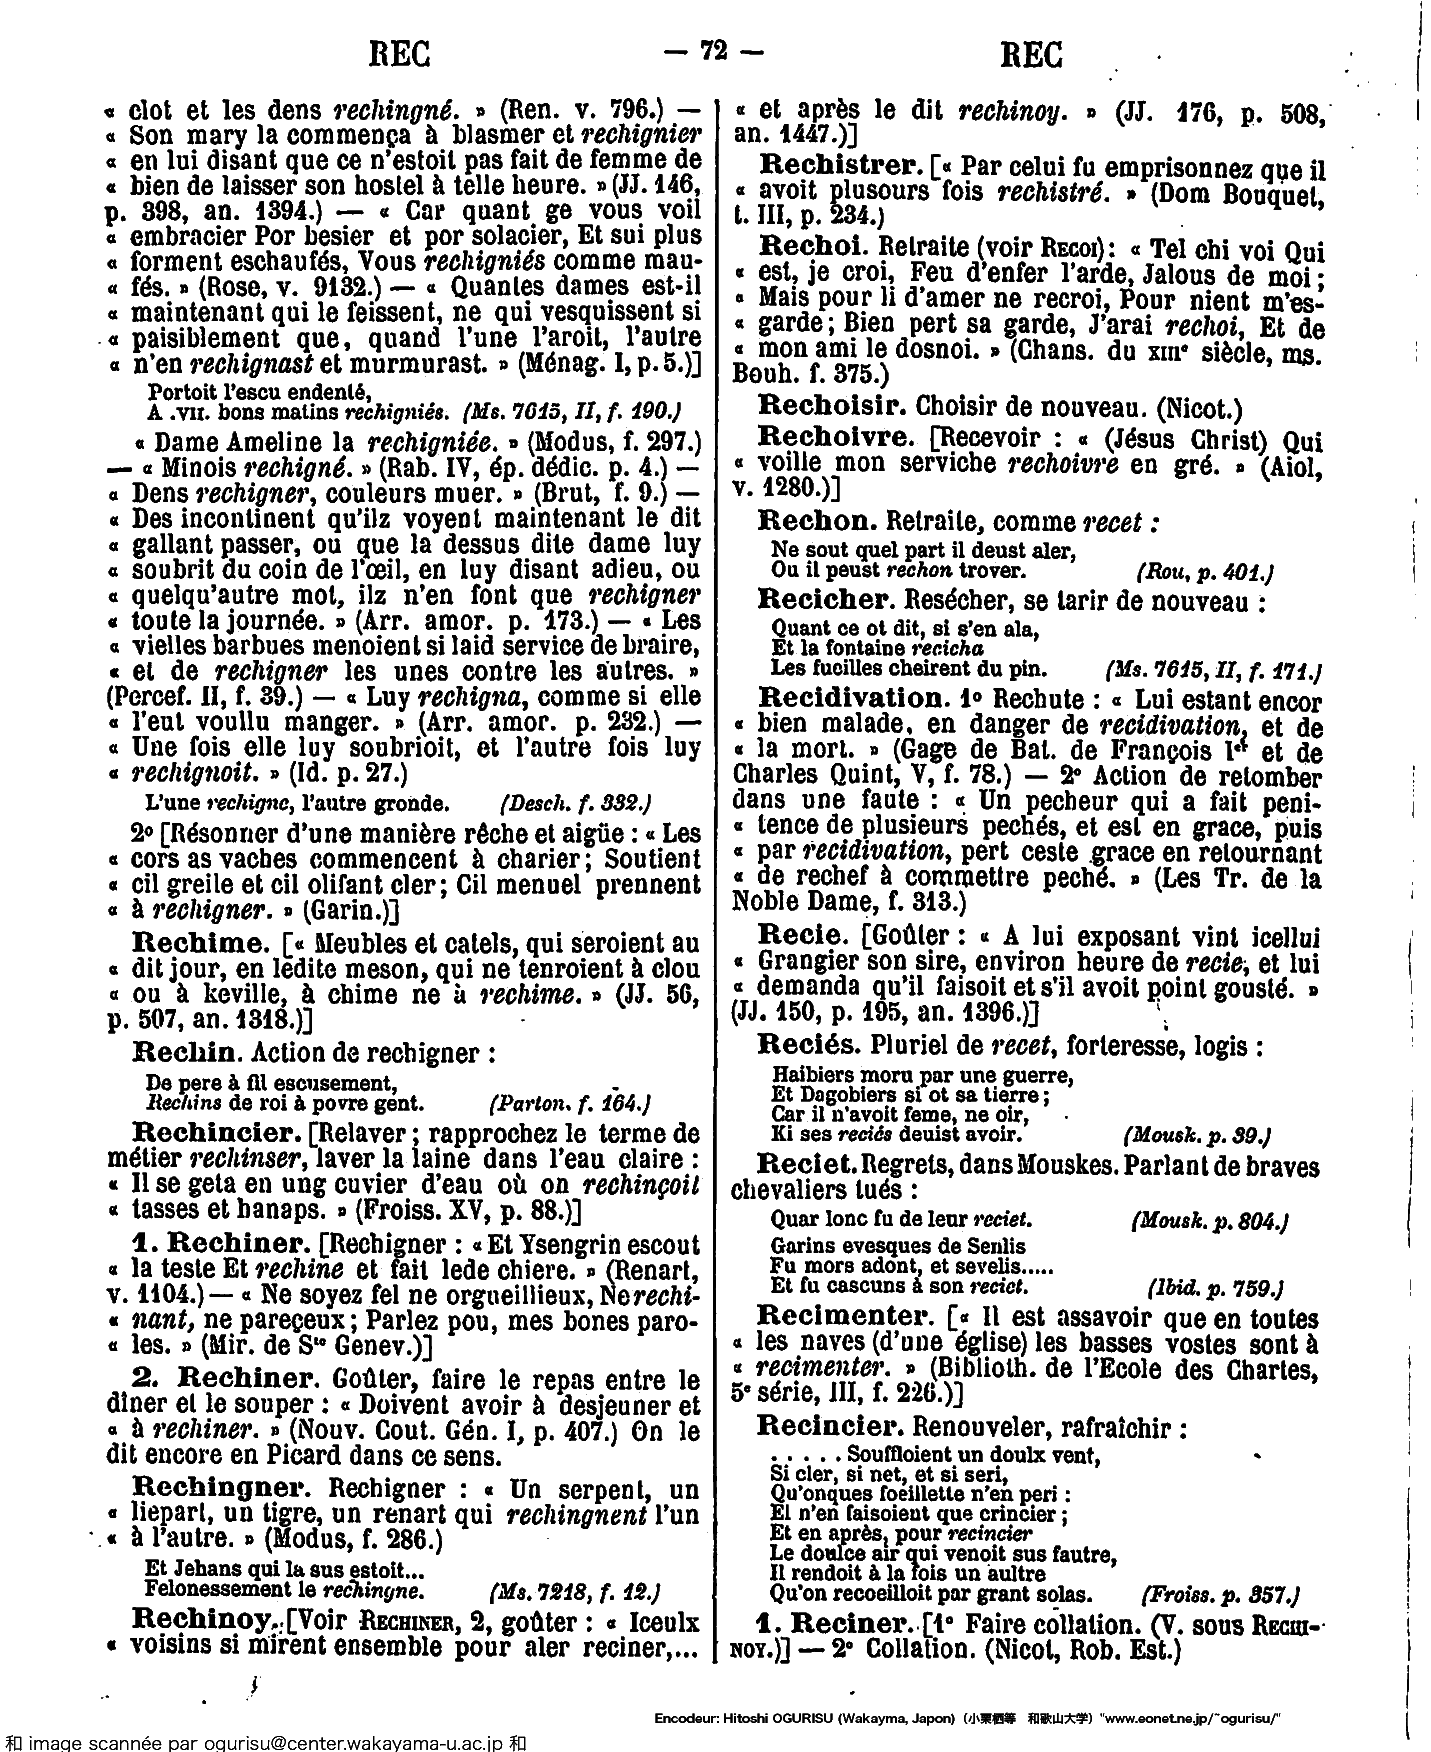 REC — 72 — REC
« clot et les dens rechingné. » (Ren. v. 796.) —
« Son mary la commença à blasmer et rechignier
« en lui disant que ce n'estoit pas fait de femme de
« bien de laisser son hostel à telle heure. » (JJ. 146,
p. 398, an. 1394.) — « Car quant ge vous voil
« embracier Por besier et por solacier, Et sui plus
« forment eschaufés, Vous rechigniés comme mau-
« fés. » (Rose, v. 9132.) — « Quantes dames est-il
« maintenant qui le feissent, ne qui vesquissent si
« paisiblement que, quand l'une l'aroit, l'autre
« n'en rechignast et murmurast. » (Ménag. I, p. 5.)]
Portoit l'escu endenté,
A .VII. bons matins rechigniés. (Ms. 7615, II, f. 190.)
« Dame Ameline la rechigniée. » (Modus, f. 297.)
— « Minois rechigné. » (Rab. IV, ép. dédic. p. 4.) —
« Dens rechigner, couleurs muer. » (Brut, f. 9.) —
« Des incontinent qu'ilz voyent maintenant le dit
« gallant passer, ou que la dessus dite dame luy
« soubrit du coin de l'œil, en luy disant adieu, ou
« quelqu'autre mot, ilz n'en font que rechigner
« toute la journée. » (Arr. amor. p. 173.) — « Les
« vielles barbues menoient si laid service de braire,
« et de rechigner les unes contre les autres. »
(Percef. II, f. 39.) — « Luy rechigna, comme si elle
« l'eut voullu manger. » (Arr. amor. p. 232.) —
« Une fois elle luy soubrioit, et l'autre fois luy
« rechignoit. » (Id. p. 27.)
L'une rechigne, l'autre gronde. (Desch. f. 332.)
2° [Résonner d'une manière rêche et aigüe : « Les
« cors as vaches commencent à charier ; Soutient
« cil greile et cil olifant cler ; Cil menuel prennent
« à rechigner. » (Garin.)]
Rechime. [« Meubles et catels, qui seroient au
« dit jour, en ledite meson, qui ne tenroient à clou
« ou à keville, à chime ne à rechime. » (JJ. 56,
p. 507, an. 1318.)]
Rechin. Action de rechigner :
De pere à fil escusement,
Rechins de roi à povre gent. (Parton. f. 164.)
Rechincier. [Relaver ; rapprochez le terme de
métier rechinser, laver la laine dans l'eau claire :
« Il se geta en ung cuvier d'eau où on rechinçoit
« tasses et hanaps. » (Froiss. XV, p. 88.)]
1. Rechiner. [Rechigner : « Et Ysengrin escout
« la teste Et rechine et fait lede chiere. » (Renart,
v. 1104.) — « Ne soyez fel ne orgueillieux, Ne rechi-
« nant, ne pareçeux ; Parlez pou, mes bones paro-
« les. » (Mir. de Ste Genev.)]
2. Rechiner. Goûter, faire le repas entre le
dîner et le souper : « Doivent avoir à desjeuner et
« à rechiner. » (Nouv. Cout. Gén. I, p. 407.) On le
dit encore en Picard dans ce sens.
Rechingner. Rechigner : « Un serpent, un
« liepart, un tigre, un renart qui rechingnent l'un
« à l'autre. » (Modus, f. 286.)
Et Jehans qui la sus estoit...
Felonessement le rechingne. (Ms. 7218, f. 12.)
Rechinoy. [Voir RECHINER, 2, goûter : « Iceulx
« voisins si mirent ensemble pour aler reciner,...
« et après le dit rechinoy. » (JJ. 176, p. 508,
an. 1447.)]
Rechistrer. [« Par celui fu emprisonnez que il
« avoit plusours fois rechistré. » (Dom Bouquet,
t. III, p. 234.)
Rechoi. Retraite (voir RECOI) : « Tel chi voi Qui
« est, je croi, Feu d'enfer l'arde, Jalous de moi ;
« Mais pour li d'amer ne recroi, Pour nient m'es-
« garde ; Bien pert sa garde, J'arai rechoi, Et de
« mon ami le dosnoi. » (Chans. du XIIIe siècle, ms.
Bouh. f. 375.)
Rechoisir. Choisir de nouveau. (Nicot.)
Rechoivre. [Recevoir : « (Jésus Christ) Qui
« voille mon serviche rechoivre en gré. » (Aiol,
v. 1280.)]
Rechon. Retraite, comme recet :
Ne sout quel part il deust aler,
Ou il peust rechon trover. (Rou, p. 401.)
Recicher. Resécher, se tarir de nouveau :
Quant ce ot dit, si s'en ala,
Et la fontaine recicha
Les fueilles cheirent du pin. (Ms. 7615, II, f. 171.)
Recidivation. 1° Rechute : « Lui estant encor
« bien malade, en danger de recidivation, et de
« la mort. » (Gage de Bat. de François Ier et de
Charles Quint, V, f. 78.) — 2° Action de retomber
dans une faute : « Un pecheur qui a fait peni-
« tence de plusieurs pechés, et est en grace, puis
« par recidivation, pert ceste grace en retournant
« de rechef à commettre peché. » (Les Tr. de la
Noble Dame, f. 313.)
Recie. [Goûter : « A lui exposant vint icellui
« Grangier son sire, environ heure de recie, et lui
« demanda qu'il faisoit et s'il avoit point gousté. »
(JJ. 150, p. 195, an. 1396.)]
Reciés. Pluriel de recet, forteresse, logis :
Haibiers moru par une guerre,
Et Dagobiers si ot sa tierre ;
Car il n'avoit feme, ne oir,
Ki ses reciés deuist avoir. (Mousk. p. 39.)
Reciet. Regrets, dans Mouskes. Parlant de braves
chevaliers tués :
Quar lonc fu de leur reciet. (Mousk. p. 804.)
Garins evesques de Senlis
Fu mors adont, et sevelis.....
Et fu cascuns à son reciet. (Ibid. p. 759.)
Recimenter. [« Il est assavoir que en toutes
« les naves (d'une église) les basses vostes sont à
« recimenter. » (Biblioth. de l'Ecole des Chartes,
5e série, III, f. 226.)]
Recincier. Renouveler, rafraîchir :
. . . . . Souffloient un doulx vent,
Si cler, si net, et si seri,
Qu'onques foeillette n'en peri :
El n'en faisoient que crincier ;
Et en après, pour recincier
Le doulce air qui venoit sus fautre,
Il rendoit à la fois un aultre
Qu'on recoeilloit par grant solas. (Froiss. p. 357.)
1. Reciner. [1° Faire collation. (V. sous RECHI-
NOY.)] — 2° Collation. (Nicot, Rob. Est.)
Encodeur: Hitoshi OGURISU (Wakayma, Japon) (小栗栖等 和歌山大学) "www.eonet.ne.jp/~ogurisu/"
和 image scannée par ogurisu@center.wakayama-u.ac.jp 和